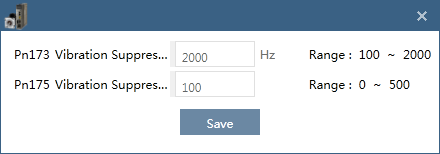 Pn173 Vibration Suppres... 2000 Hz Range : 100 ~ 2000
Pn175 Vibration Suppres... 100 Range : 0 ~ 500
Save